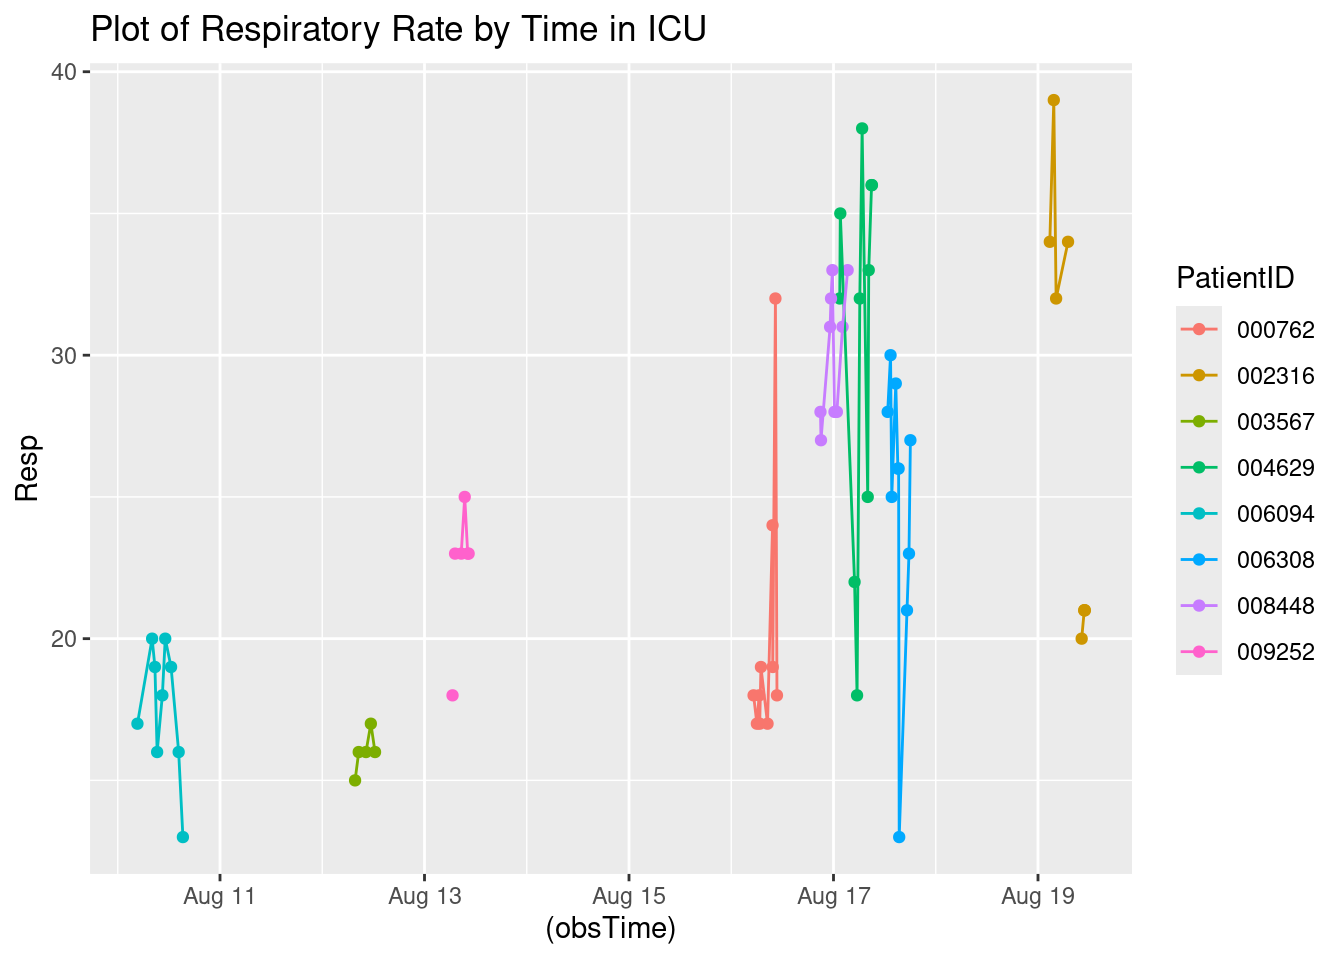 Plot of Respiratory Rate by Time in ICU
40
30
20
Resp
Aug 11
Aug 13
Aug 15
Aug 17
Aug 19
(obsTime)
PatientID
000762
002316
003567
004629
006094
006308
008448
009252